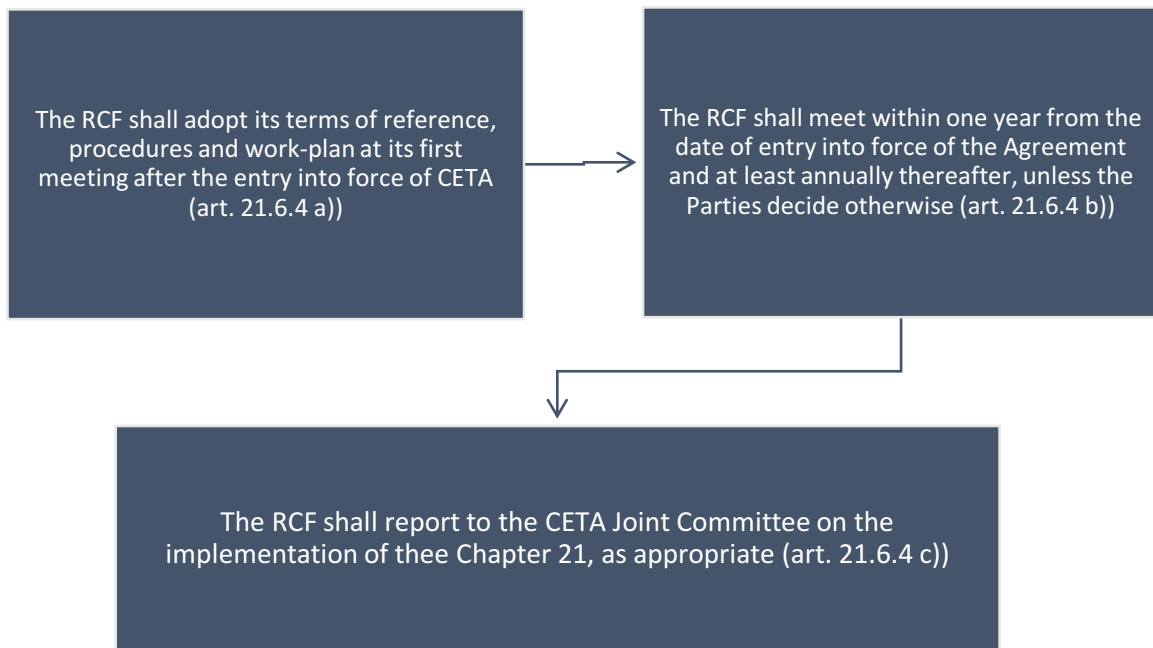 The RCF shall adopt its terms of reference,
procedures and work-plan at its first
meeting after the entry into force of CETA
(art. 21.6.4 a))
The RCF shall meet within one year from the
date of entry into force of the Agreement
and at least annually thereafter, unless the
Parties decide otherwise (art. 21.6.4 b))
The RCF shall report to the CETA Joint Committee on the
implementation of thee Chapter 21, as appropriate (art. 21.6.4 c))